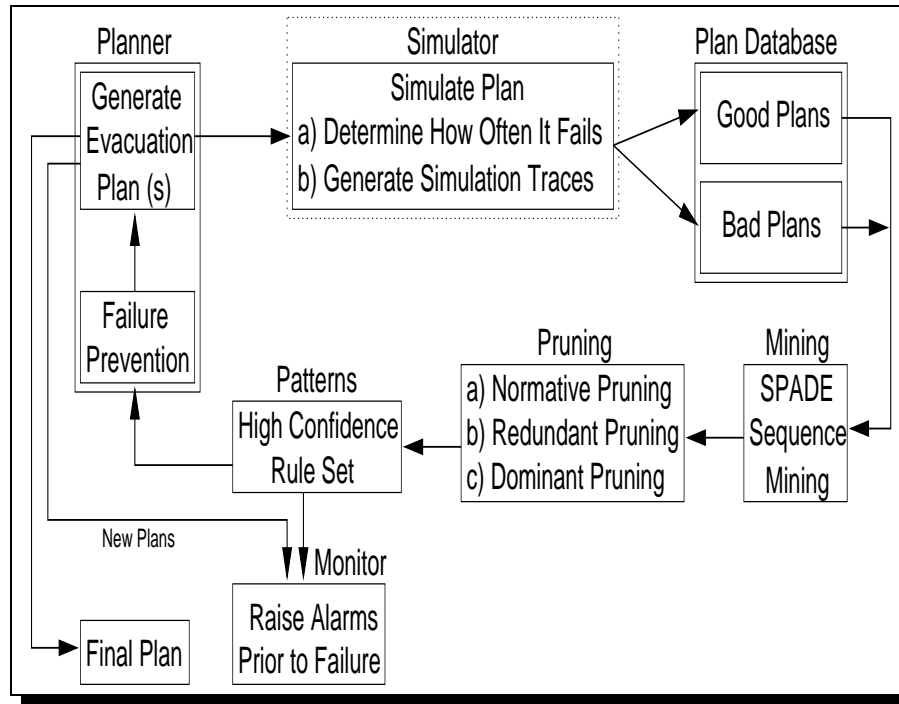 Planner
Generate
Evacuation
Plan (s)
Failure
Prevention
Simulator
Simulate Plan
a) Determine How Often It Fails
b) Generate Simulation Traces
Plan Database
Good Plans
Bad Plans
Mining
SPADE
Sequence
Mining
Pruning
a) Normative Pruning
b) Redundant Pruning
c) Dominant Pruning
Patterns
High Confidence
Rule Set
New Plans
Monitor
Raise Alarms
Prior to Failure
Final Plan